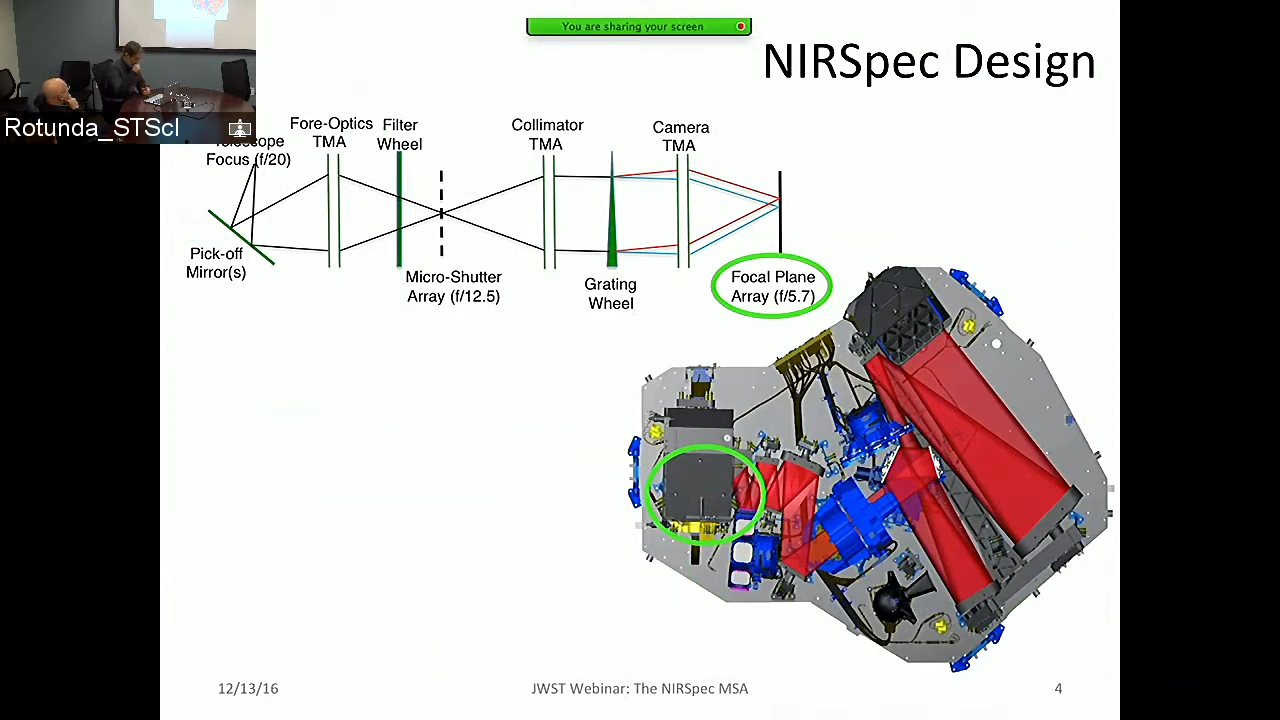 You are sharing your screen
NIRSpec Design
Rotunda_STScI
Focus (f/20)
Fore-Optics
TMA
Filter
Wheel
Collimator
TMA
Camera
TMA
Pick-off
Mirror(s)
Micro-Shutter
Array (f/12.5)
Grating
Wheel
Focal Plane
Array (f/5.7)
12/13/16
JWST Webinar: The NIRSpec MSA
4